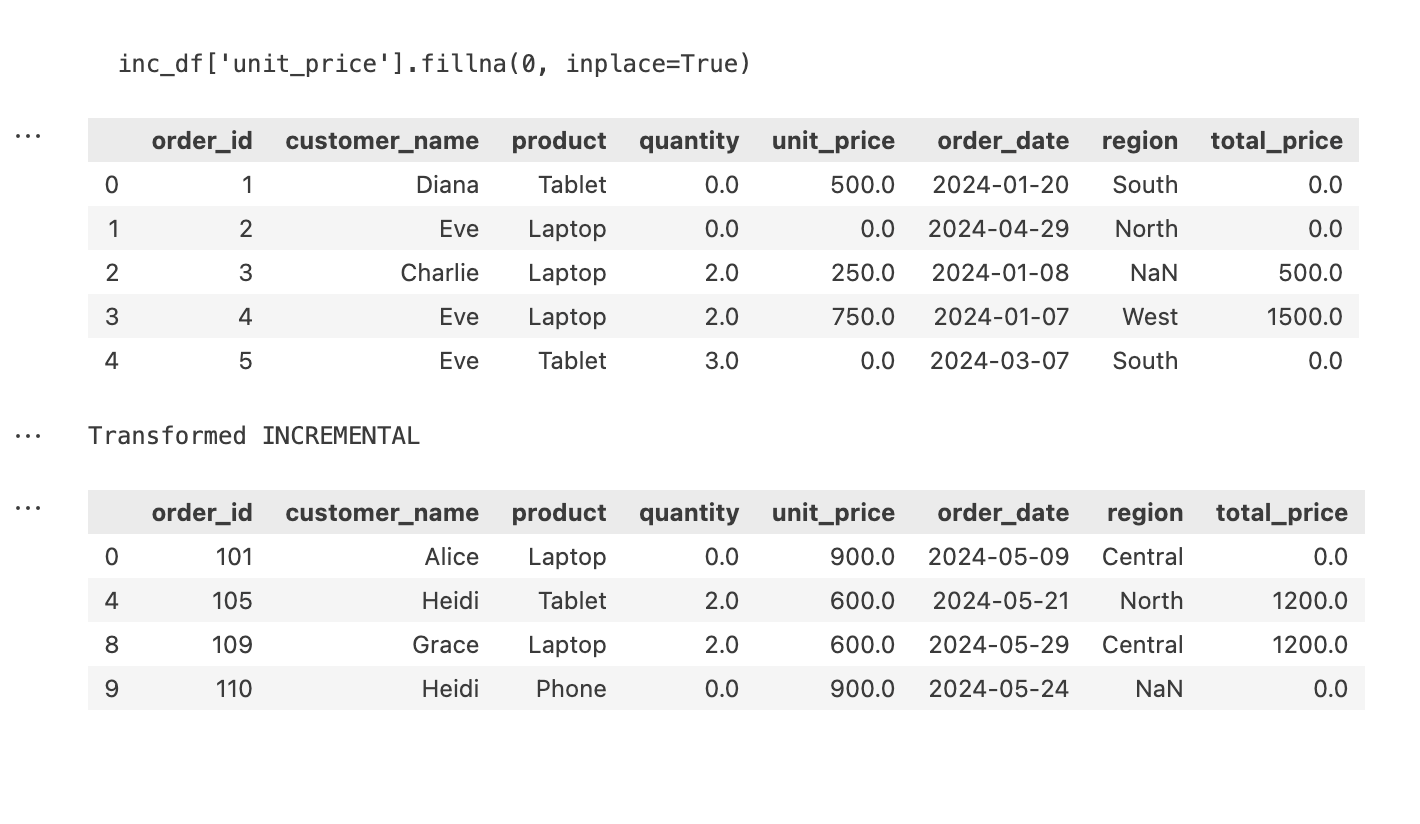 inc_df['unit_price'].fillna(0, inplace=True)
... order_id customer_name product quantity unit_price order_date region total_price
0 1 Diana Tablet 0.0 500.0 2024-01-20 South 0.0
1 2 Eve Laptop 0.0 0.0 2024-04-29 North 0.0
2 3 Charlie Laptop 2.0 250.0 2024-01-08 NaN 500.0
3 4 Eve Laptop 2.0 750.0 2024-01-07 West 1500.0
4 5 Eve Tablet 3.0 0.0 2024-03-07 South 0.0
... Transformed INCREMENTAL
... order_id customer_name product quantity unit_price order_date region total_price
0 101 Alice Laptop 0.0 900.0 2024-05-09 Central 0.0
4 105 Heidi Tablet 2.0 600.0 2024-05-21 North 1200.0
8 109 Grace Laptop 2.0 600.0 2024-05-29 Central 1200.0
9 110 Heidi Phone 0.0 900.0 2024-05-24 NaN 0.0